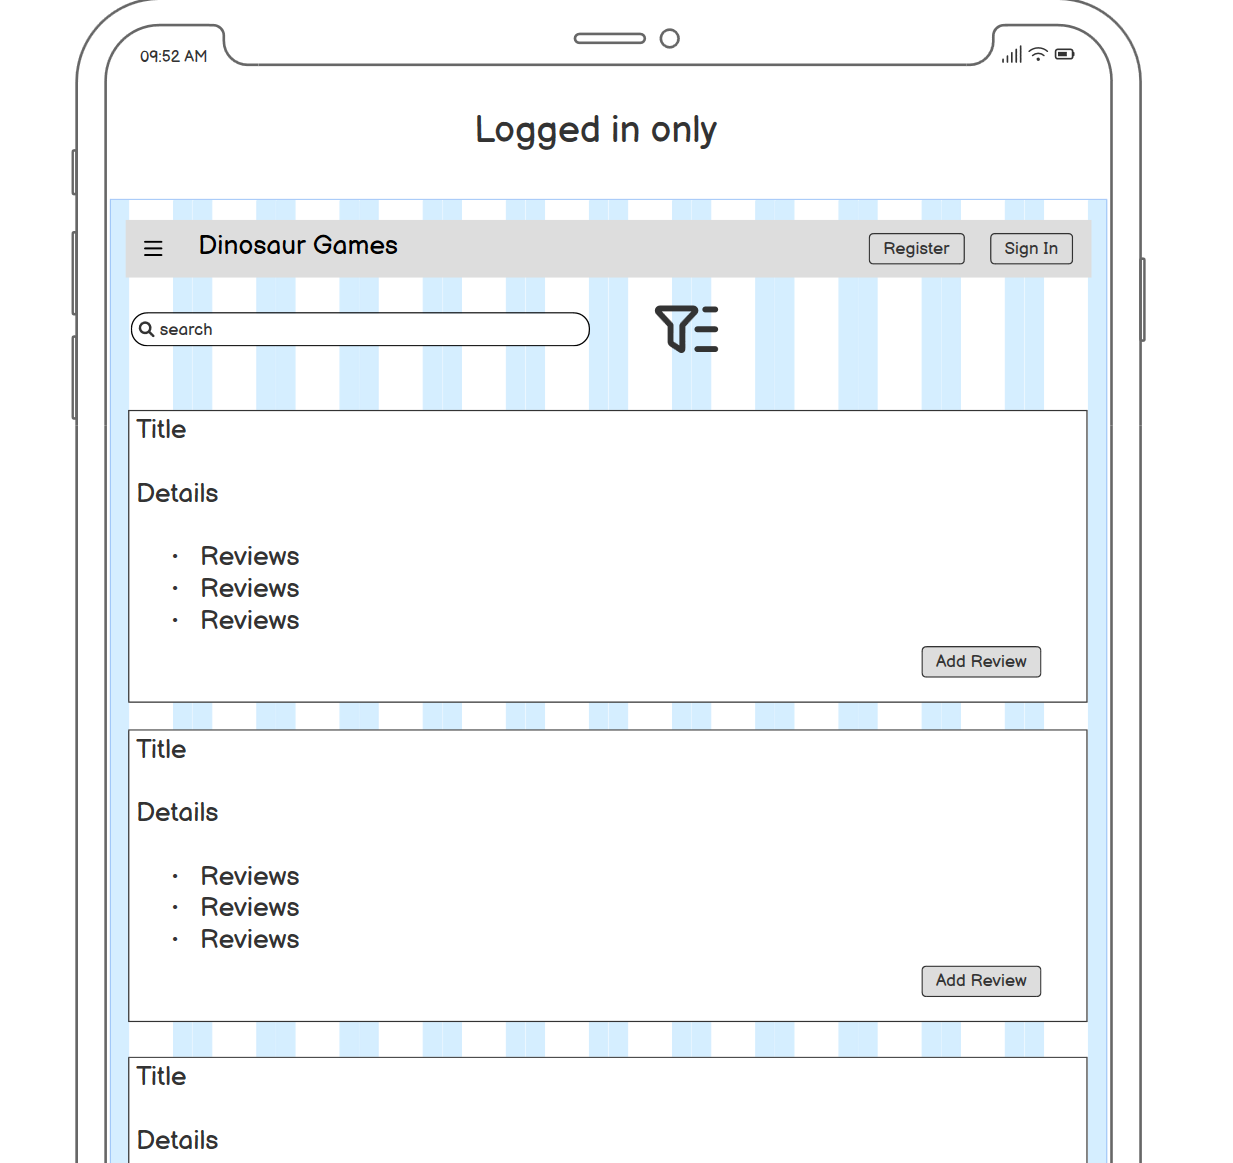 09:52 AM
Logged in only
Dinosaur Games
Register
Sign In
search
Title
Details
• Reviews
• Reviews
• Reviews
Add Review
Title
Details
• Reviews
• Reviews
• Reviews
Add Review
Title
Details